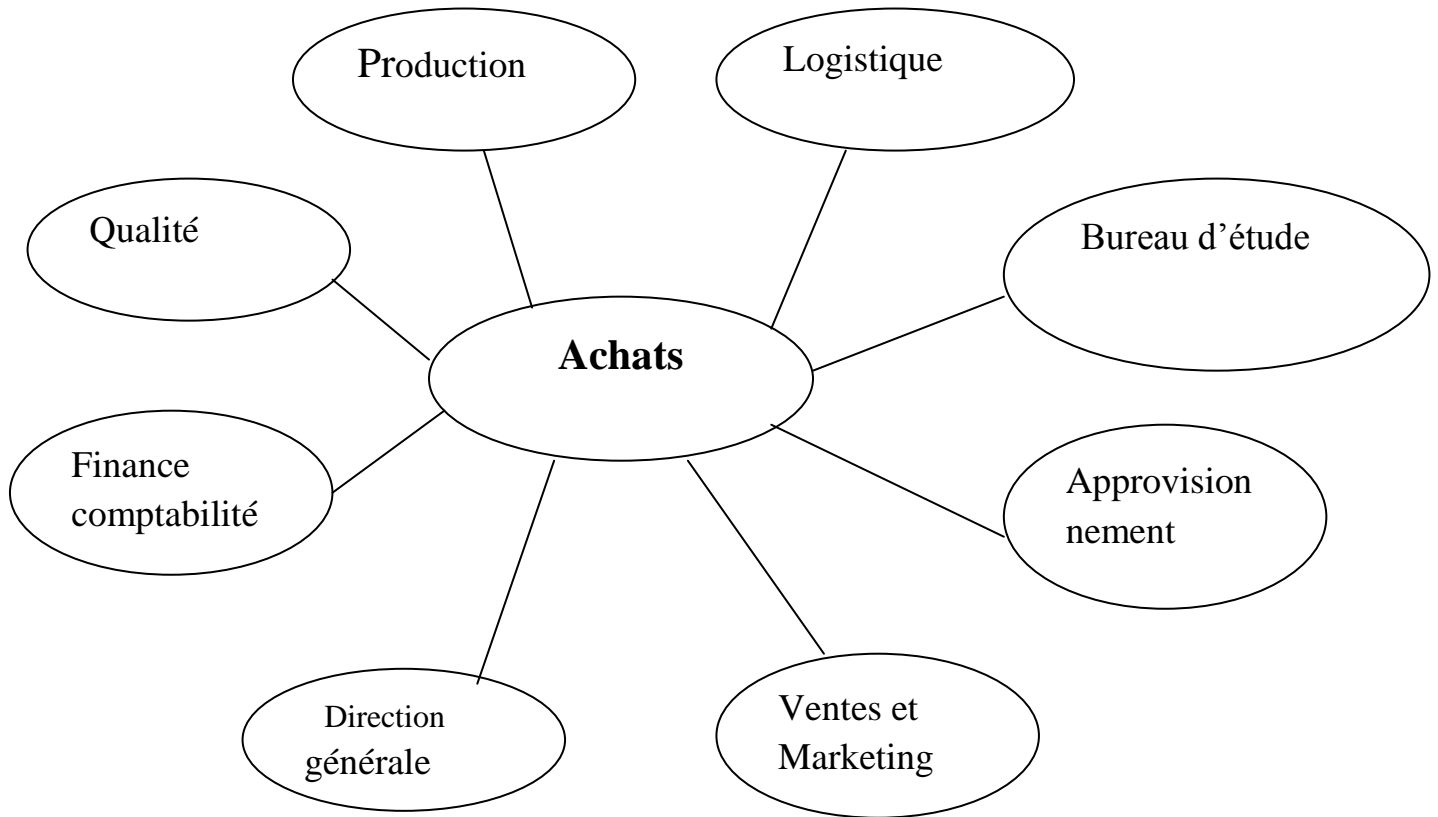 Production
Logistique
Qualité
Bureau d’étude
Achats
Finance
comptabilité
Approvision
nement
Direction
générale
Ventes et
Marketing